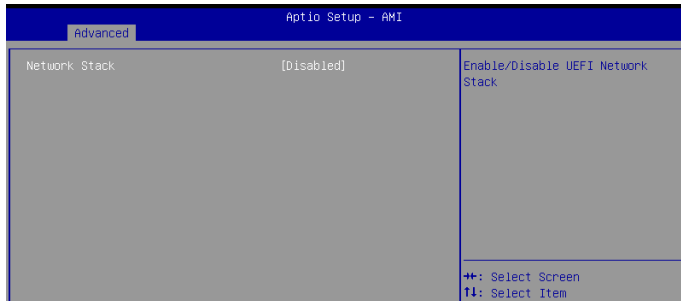 Aptio Setup – AMI
Advanced
Network Stack [Disabled]
Enable/Disable UEFI Network
Stack
→←: Select Screen
↑↓: Select Item